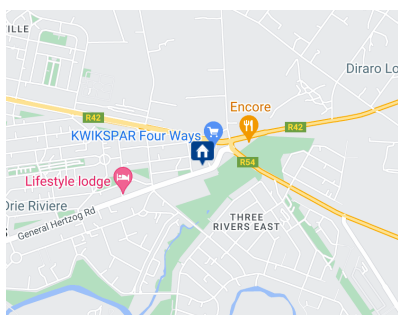 ILLE
Diraro Lo
Encore
R42
R42
KWIKSPAR Four Ways
R54
Lifestyle lodge
Drie Riviere
s
General Hertzog Rd
THREE
RIVERS EAST